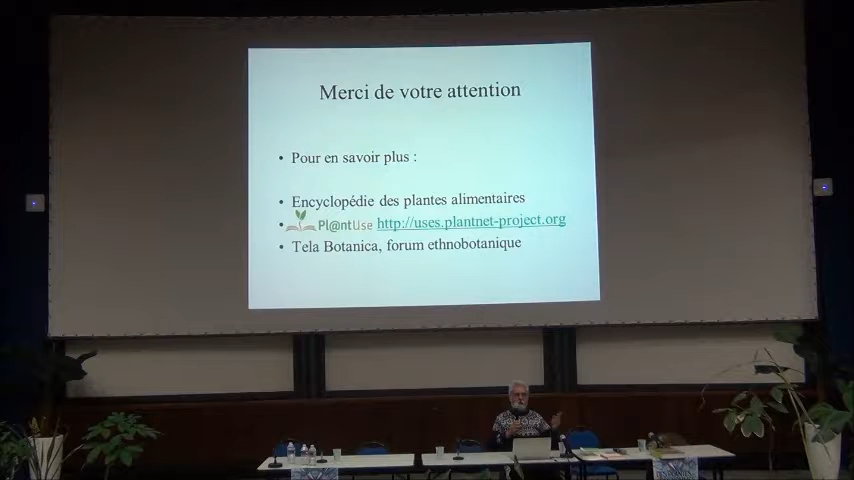 Merci de votre attention
• Pour en savoir plus :
• Encyclopédie des plantes alimentaires
• Pl@ntUse http://uses.plantnet-project.org
• Tela Botanica, forum ethnobotanique